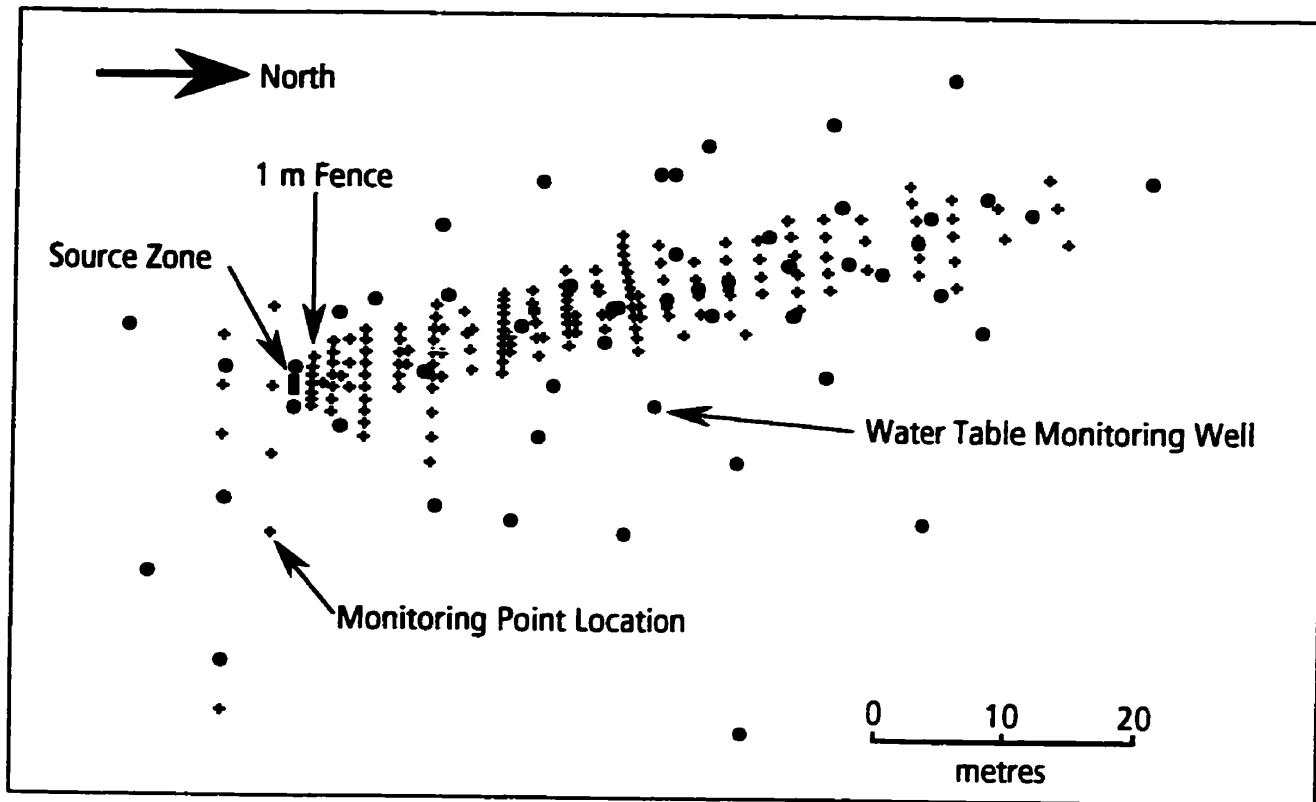 North
1 m Fence
Source Zone
Water Table Monitoring Well
Monitoring Point Location
0 10 20
metres